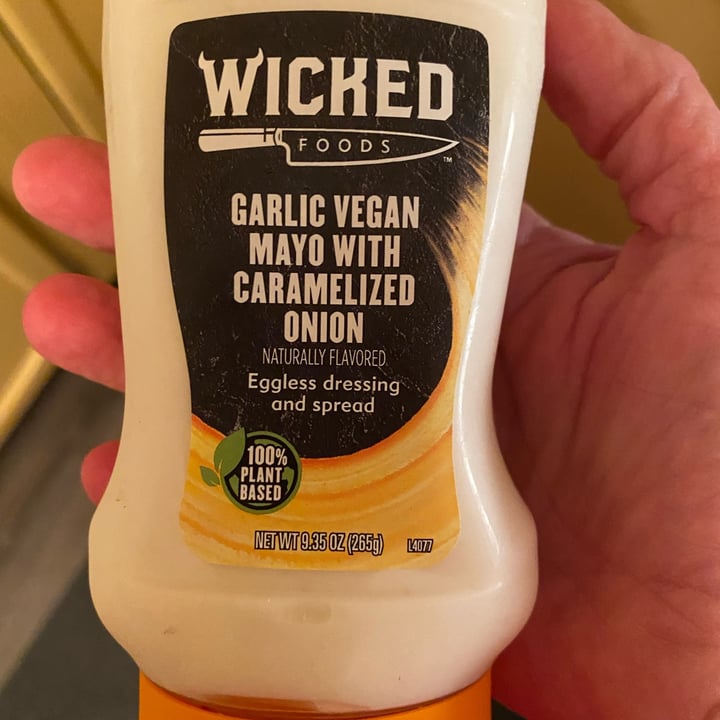 WICKED
FOODS
TM
GARLIC VEGAN
MAYO WITH
CARAMELIZED
ONION
NATURALLY FLAVORED
Eggless dressing
and spread
100%
PLANT
BASED
NET WT 9.35 OZ (265g) L4077